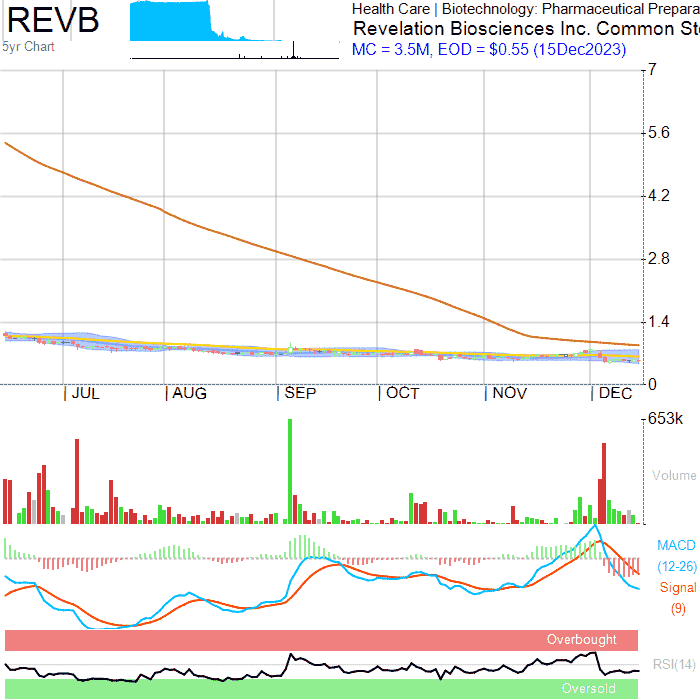 REVB
5yr Chart
Health Care | Biotechnology: Pharmaceutical Prepara
Revelation Biosciences Inc. Common Sto
MC = 3.5M, EOD = $0.55 (15Dec2023)
7
5.6
4.2
2.8
1.4
0
JUL
AUG
SEP
OCT
NOV
DEC
653k
Volume
MACD
(12-26)
Signal
(9)
Overbought
RSI(14)
Oversold